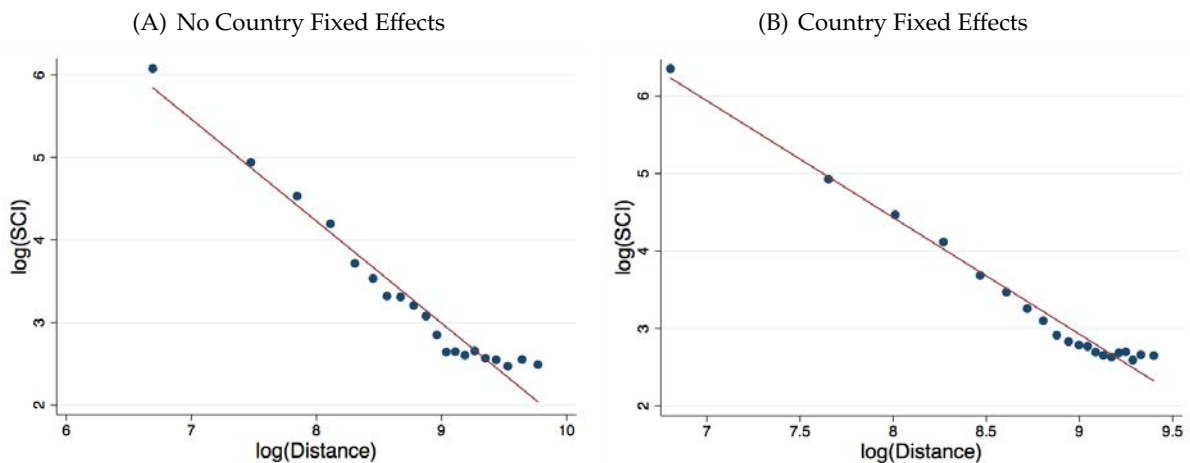 (A) No Country Fixed Effects
6
5
4
3
2
log(SCI)
6 7 8 9 10
log(Distance)
(B) Country Fixed Effects
6
5
4
3
2
log(SCI)
7 7.5 8 8.5 9 9.5
log(Distance)